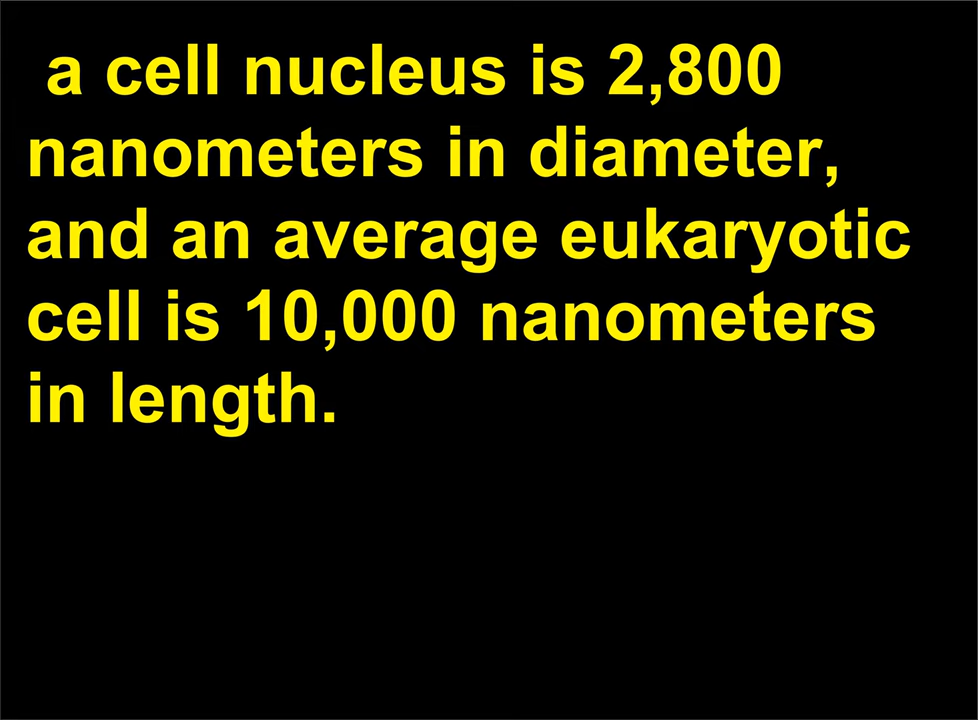 a cell nucleus is 2,800
nanometers in diameter,
and an average eukaryotic
cell is 10,000 nanometers
in length.